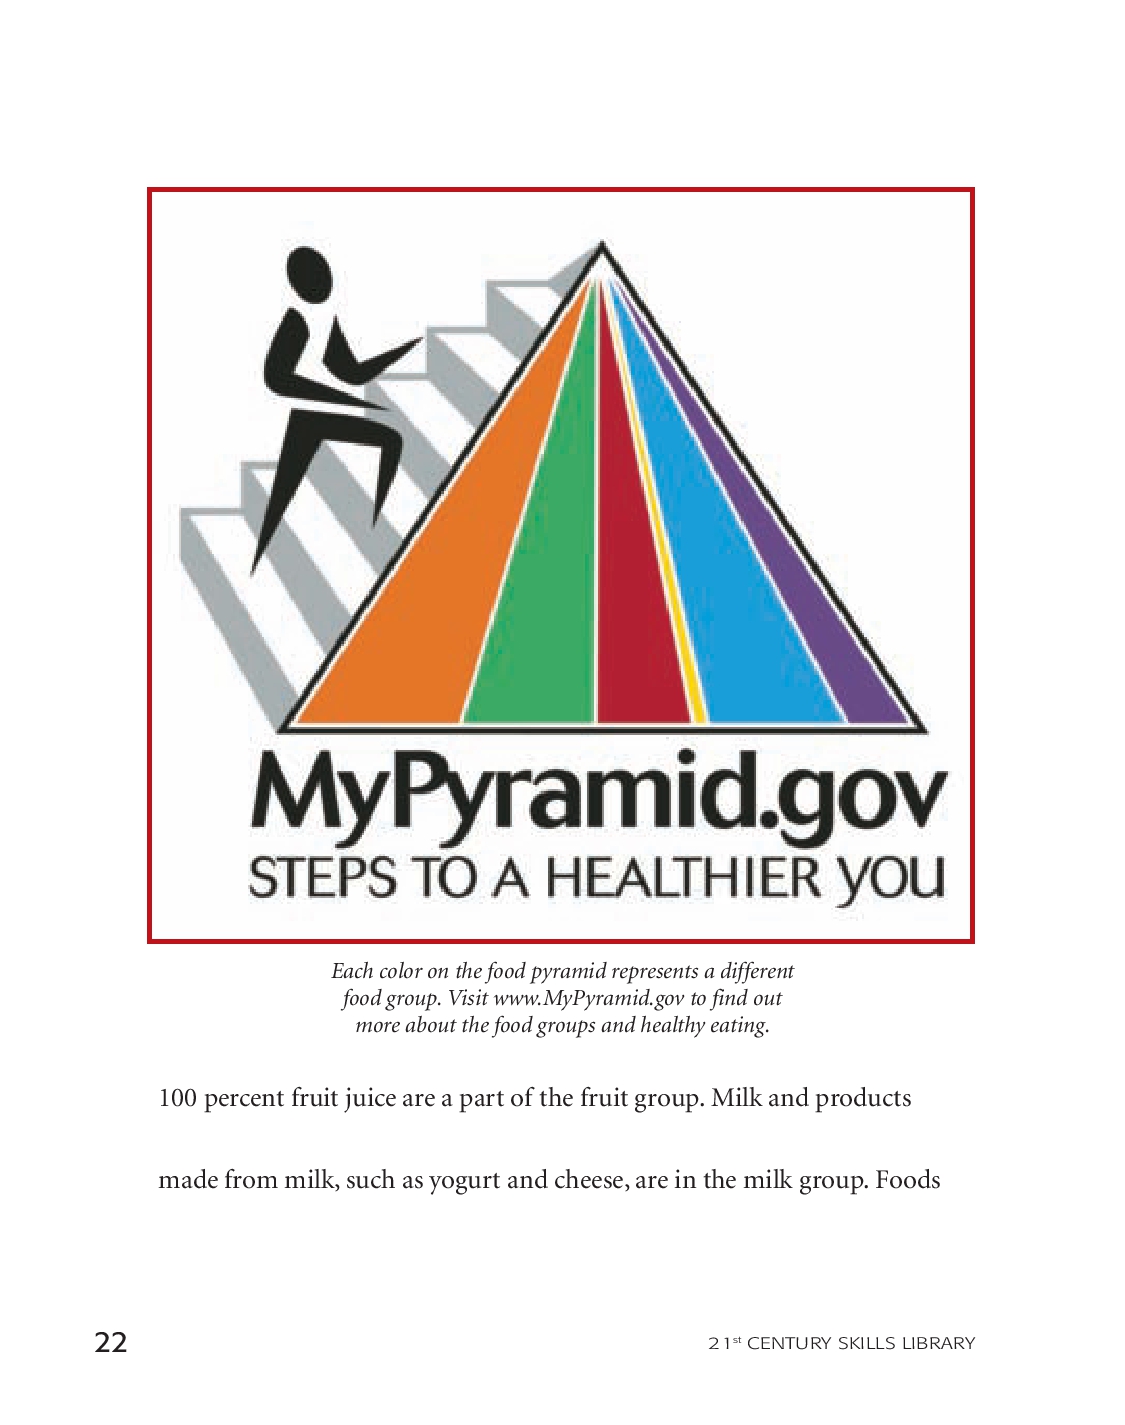 MyPyramid.gov
STEPS TO A HEALTHIER YOU
Each color on the food pyramid represents a different
food group. Visit www.MyPyramid.gov to find out
more about the food groups and healthy eating.
100 percent fruit juice are a part of the fruit group. Milk and products
made from milk, such as yogurt and cheese, are in the milk group. Foods
22
21st CENTURY SKILLS LIBRARY